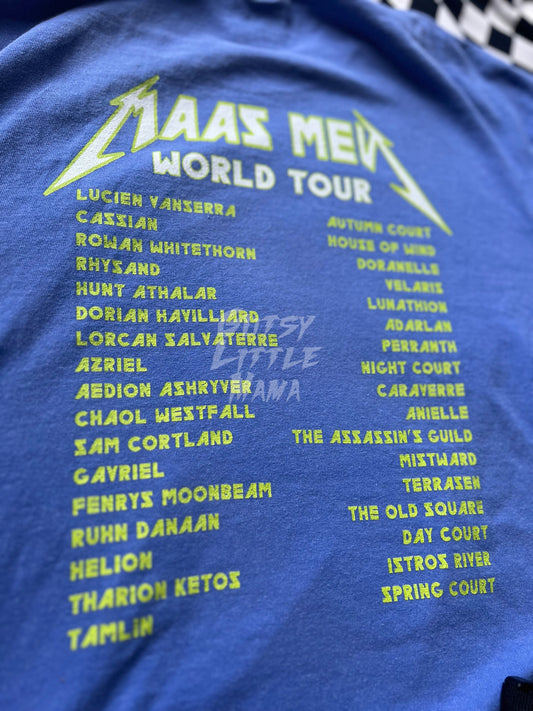 MAAS MEN
WORLD TOUR
LUCIEN VANSERRA AUTUMN COURT
CASSIAN HOUSE OF WIND
ROWAN WHITETHORN DORANELLE
RHYSAND VELARIS
HUNT ATHALAR LUNATHION
DORIAN HAVILLIARD ADARLAN
LORCAN SALVATERRE PERRANTH
AZRIEL NIGHT COURT
AEDION ASHRYVER CARAVERRE
CHAOL WESTFALL ANIELLE
SAM CORTLAND THE ASSASSIN'S GUILD
GAVRIEL MISTWARD
FENRYS MOONBEAM TERRASEN
RUHN DANAAN THE OLD SQUARE
HELION DAY COURT
THARION KETOS ISTROS RIVER
TAMLIN SPRING COURT
LITTLE
MAMA